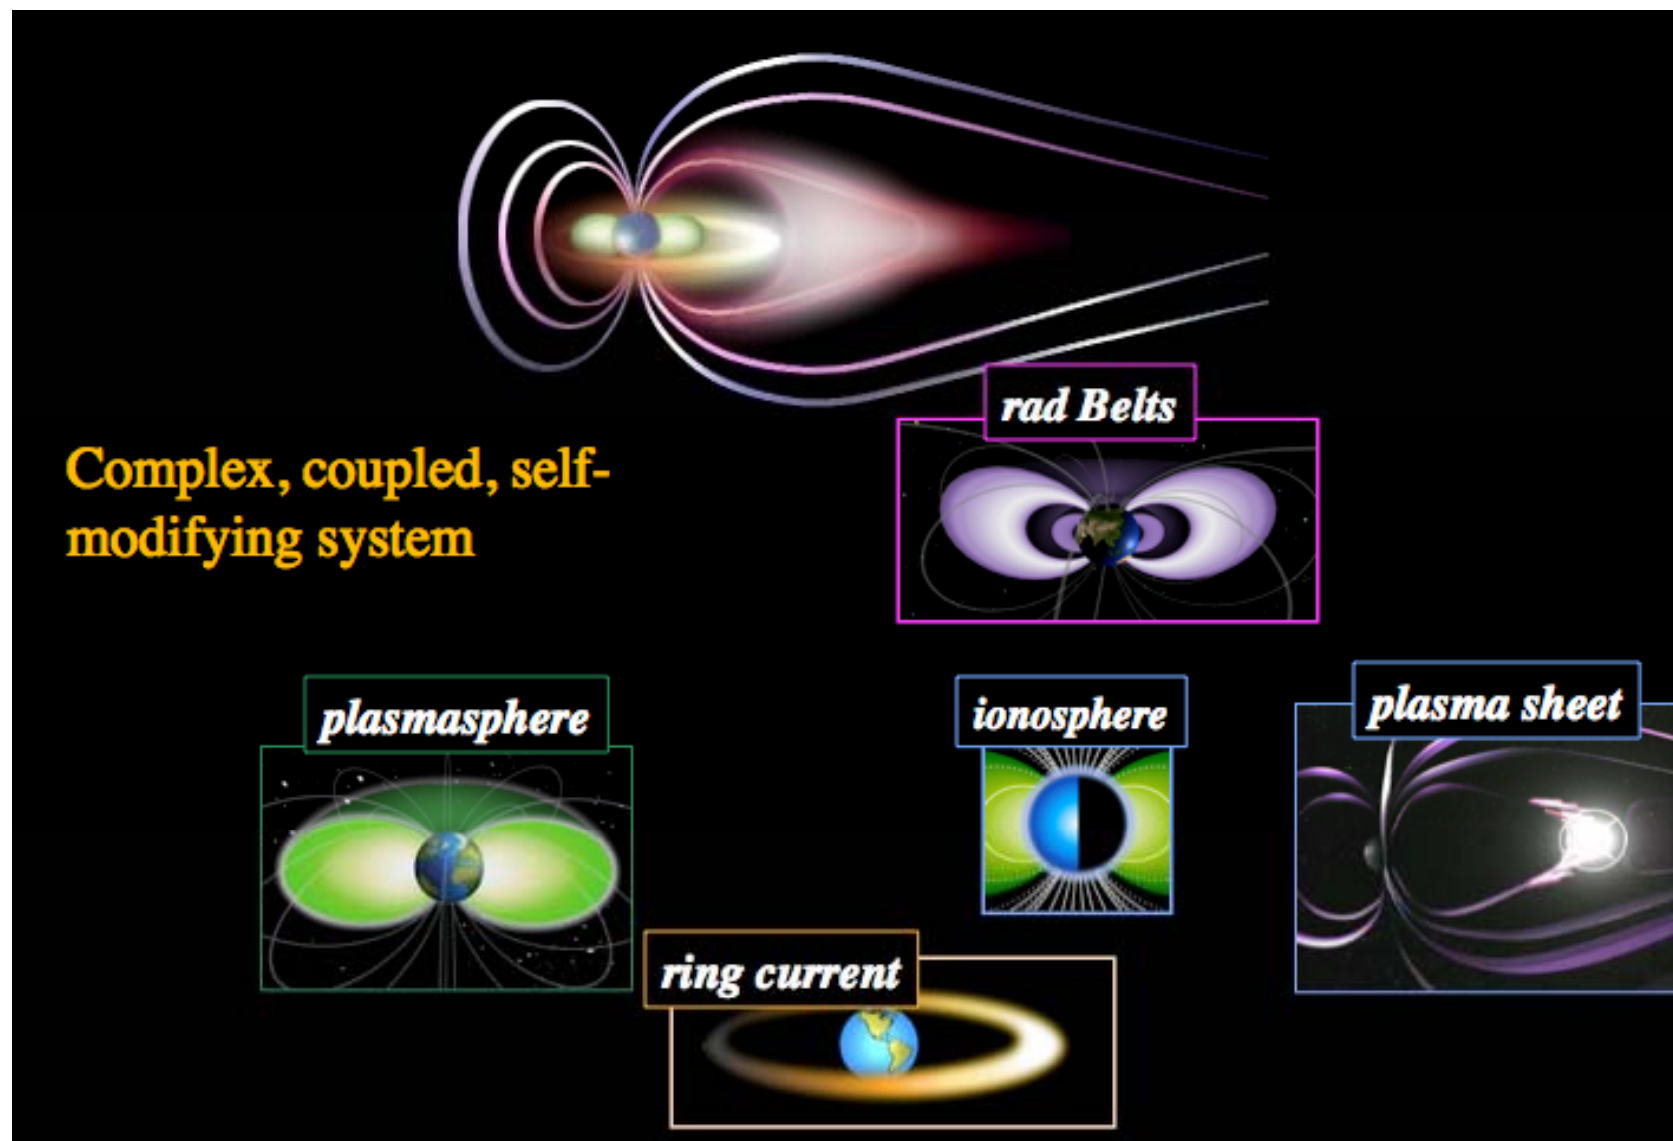 rad Belts
Complex, coupled, self-
modifying system
plasmasphere
ionosphere
plasma sheet
ring current